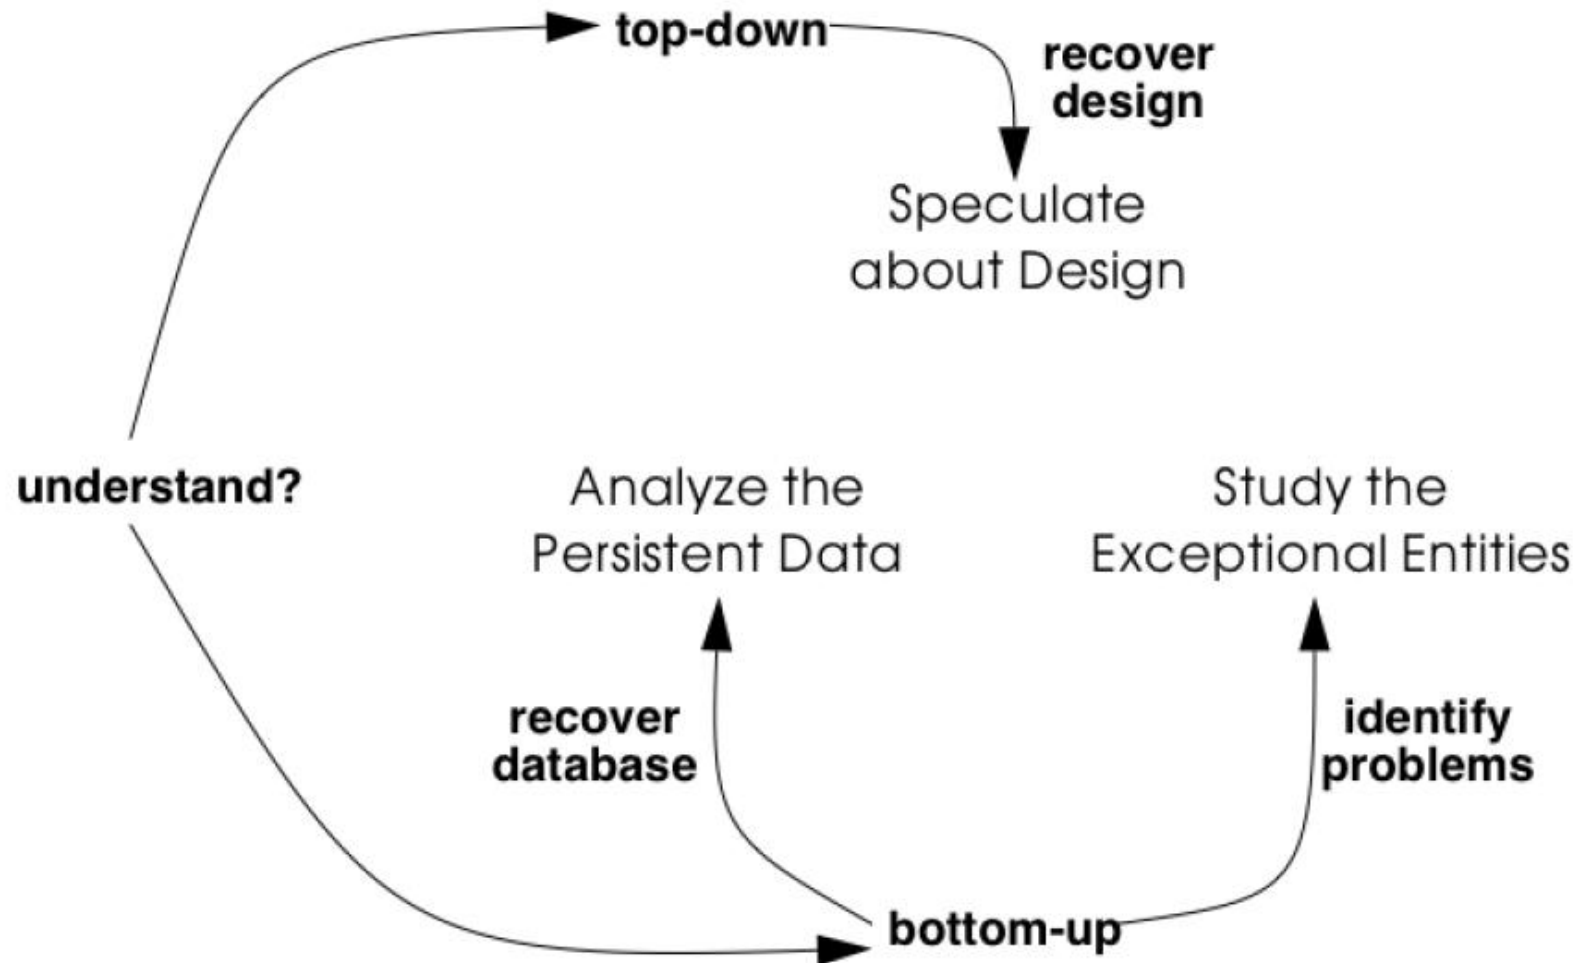 top-down
recover
design
Speculate
about Design
understand?
Analyze the
Persistent Data
Study the
Exceptional Entities
recover
database
identify
problems
bottom-up